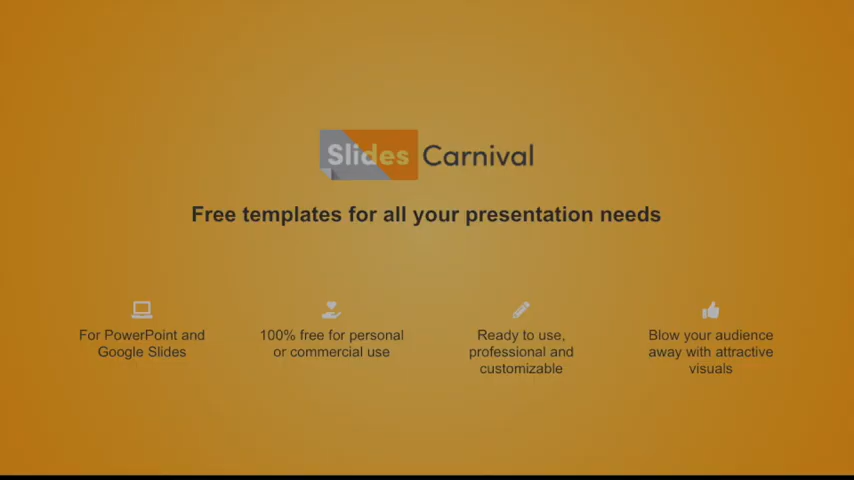 Slides Carnival
Free templates for all your presentation needs
For PowerPoint and
Google Slides
100% free for personal
or commercial use
Ready to use,
professional and
customizable
Blow your audience
away with attractive
visuals